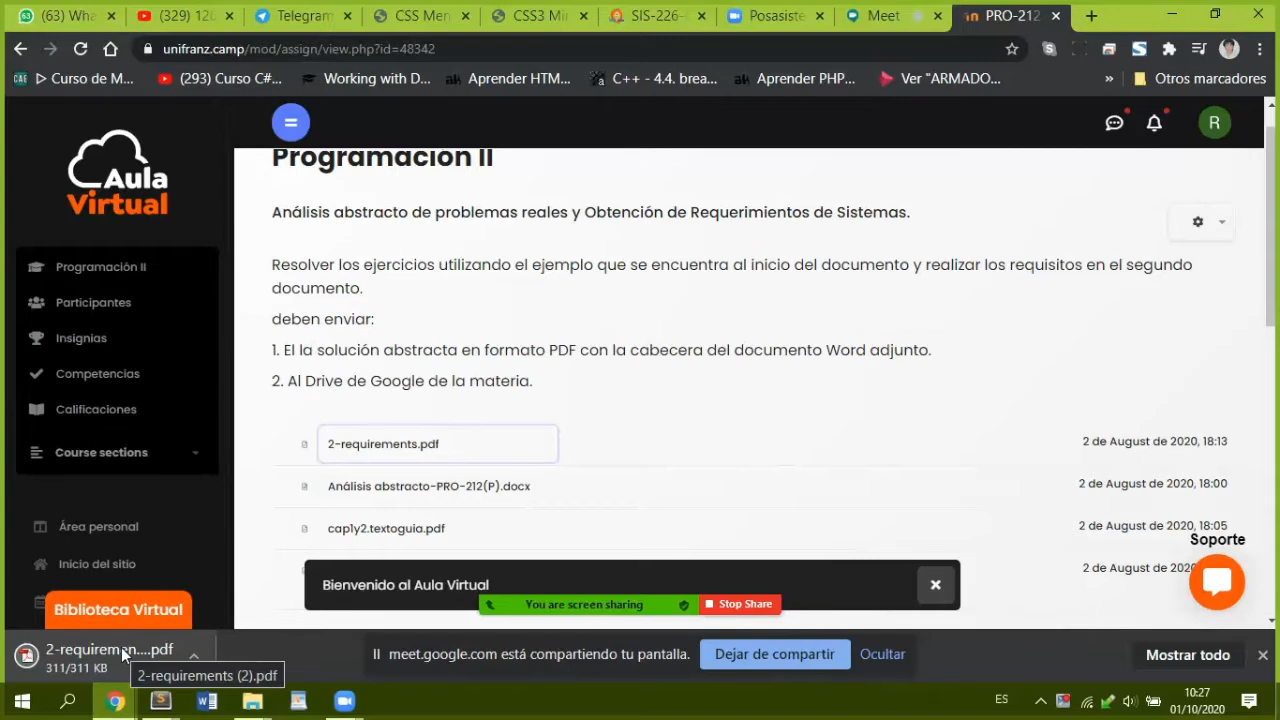 (63) Wha
(329) 126
Telegram
CSS Men
CSS3 Min
SIS-226-
Posasiste
Meet
PRO-212
unifranz.camp/mod/assign/view.php?id=48342
▷ Curso de M...
(293) Curso C#...
Working with D...
Aprender HTM...
C++ - 4.4. brea...
Aprender PHP...
Ver "ARMADO...
»
Otros marcadores
Aula
Virtual
R
Programación II
Análisis abstracto de problemas reales y Obtención de Requerimientos de Sistemas.
Resolver los ejercicios utilizando el ejemplo que se encuentra al inicio del documento y realizar los requisitos en el segundo
documento.
deben enviar:
1. El la solución abstracta en formato PDF con la cabecera del documento Word adjunto.
2. Al Drive de Google de la materia.
2-requirements.pdf
2 de August de 2020, 18:13
Análisis abstracto-PRO-212(P).docx
2 de August de 2020, 18:00
cap1y2.textoguia.pdf
2 de August de 2020, 18:05
2 de August de 202
Programación II
Participantes
Insignias
Competencias
Calificaciones
Course sections
Área personal
Inicio del sitio
Biblioteca Virtual
Soporte
Bienvenido al Aula Virtual
You are screen sharing
Stop Share
2-requiremen....pdf
311/311 KB
2-requirements (2).pdf
meet.google.com está compartiendo tu pantalla.
Dejar de compartir
Ocultar
Mostrar todo
ES
10:27
01/10/2020